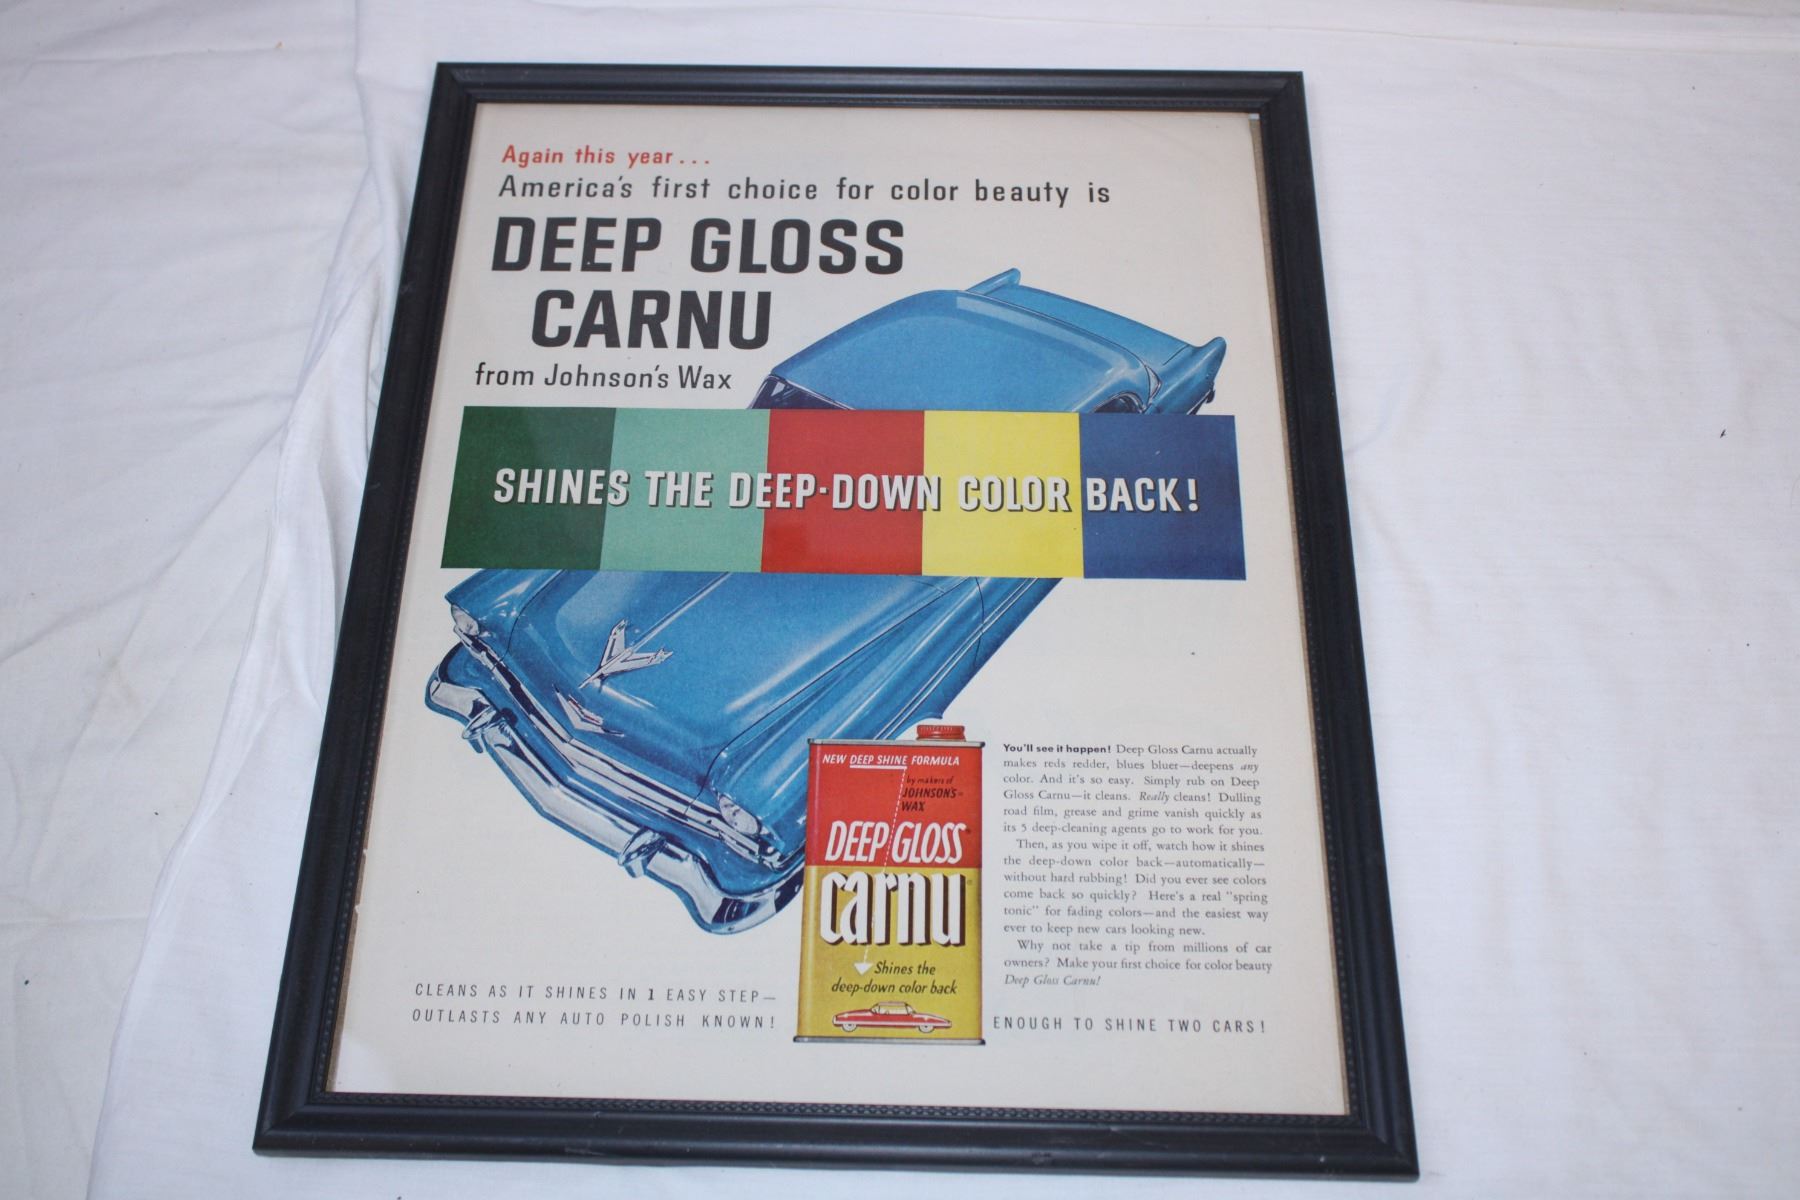 Again this year...
America's first choice for color beauty is
DEEP GLOSS
CARNU
from Johnson's Wax
SHINES THE DEEP-DOWN COLOR BACK!
NEW DEEP SHINE FORMULA
by makers of
JOHNSON'S
WAX
DEEP GLOSS
carnu
Shines the
deep-down color back
You'll see it happen! Deep Gloss Carnu actually
makes reds redder, blues bluer—deepens any
color. And it's so easy. Simply rub on Deep
Gloss Carnu—it cleans. Really cleans! Dulling
road film, grease and grime vanish quickly as
its 5 deep-cleaning agents go to work for you.
Then, as you wipe it off, watch how it shines
the deep-down color back—automatically—
without hard rubbing! Did you ever see colors
come back so quickly? Here's a real "spring
tonic" for fading colors—and the easiest way
ever to keep new cars looking new.
Why not take a tip from millions of car
owners? Make your first choice for color beauty
Deep Gloss Carnu!
CLEANS AS IT SHINES IN 1 EASY STEP—
OUTLASTS ANY AUTO POLISH KNOWN!
ENOUGH TO SHINE TWO CARS!